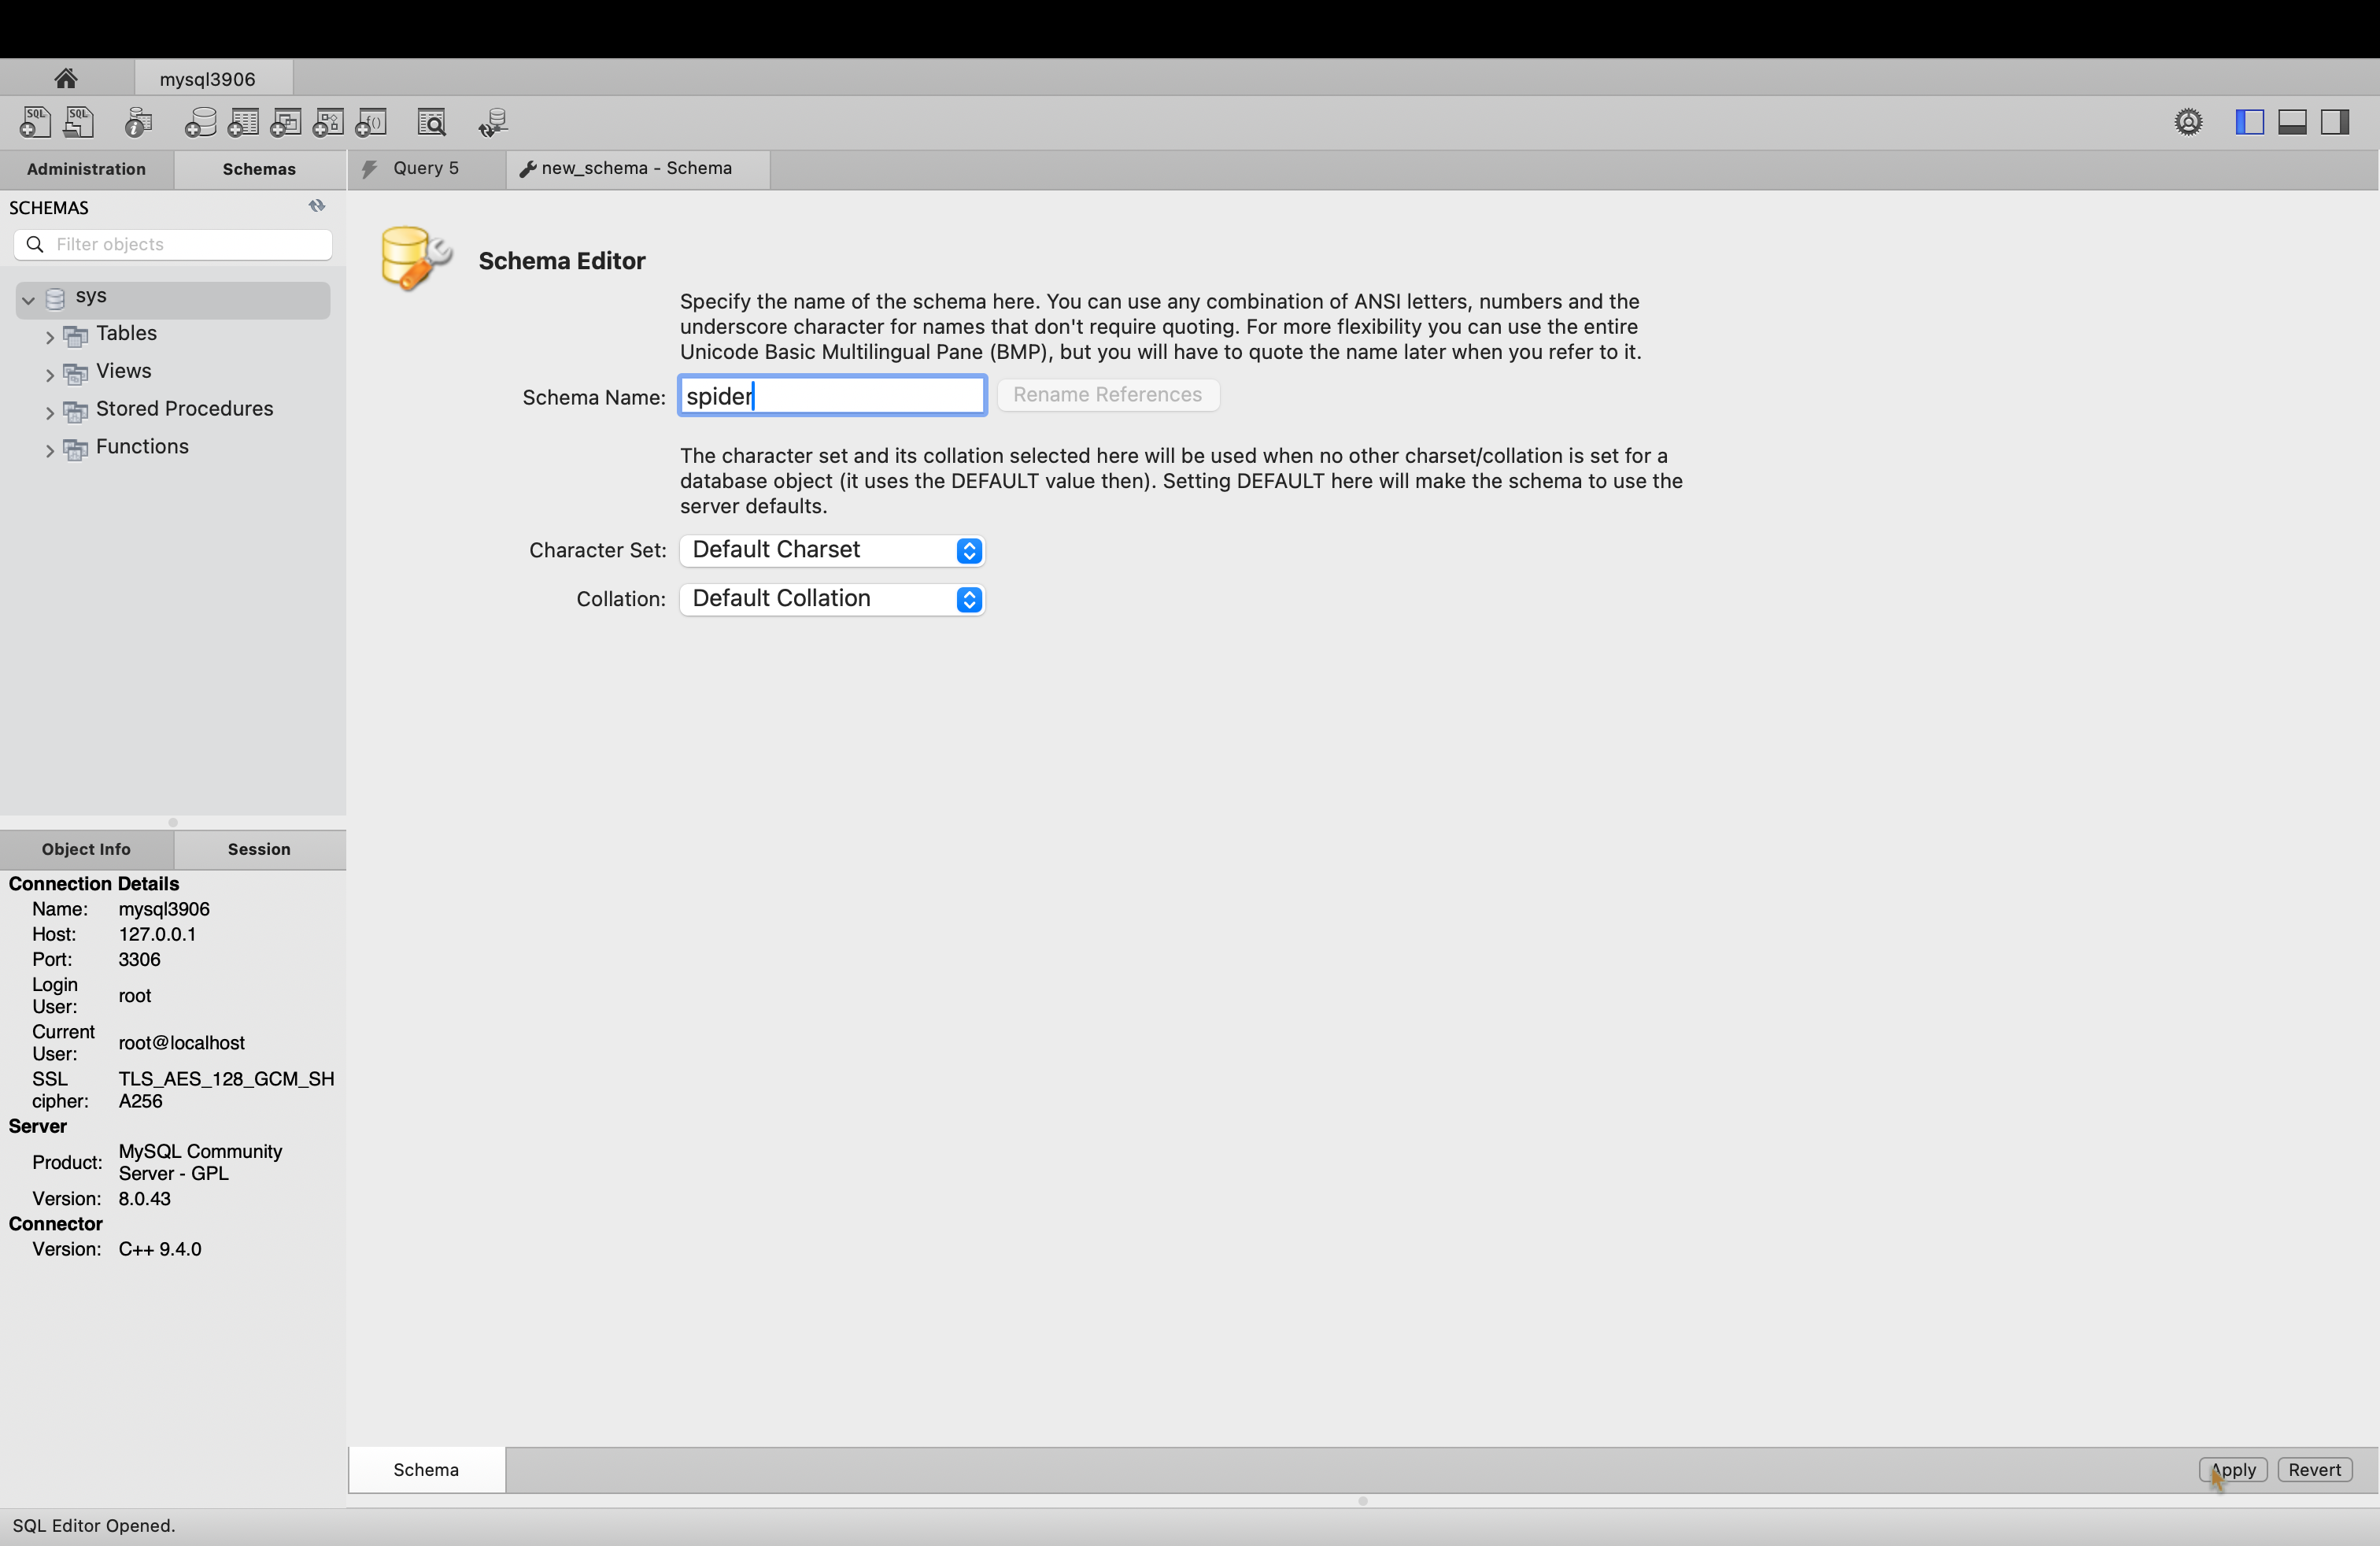 mysql3906
SQL
SQL
Administration
Schemas
Query 5
new_schema - Schema
SCHEMAS
Filter objects
sys
Tables
Views
Stored Procedures
Functions
Schema Editor
Specify the name of the schema here. You can use any combination of ANSI letters, numbers and the
underscore character for names that don't require quoting. For more flexibility you can use the entire
Unicode Basic Multilingual Pane (BMP), but you will have to quote the name later when you refer to it.
Schema Name: spider Rename References
The character set and its collation selected here will be used when no other charset/collation is set for a
database object (it uses the DEFAULT value then). Setting DEFAULT here will make the schema to use the
server defaults.
Character Set: Default Charset
Collation: Default Collation
Object Info
Session
Connection Details
Name: mysql3906
Host: 127.0.0.1
Port: 3306
Login
User: root
Current
User: root@localhost
SSL TLS_AES_128_GCM_SH
cipher: A256
Server
Product: MySQL Community
Server - GPL
Version: 8.0.43
Connector
Version: C++ 9.4.0
Schema
Apply
Revert
SQL Editor Opened.